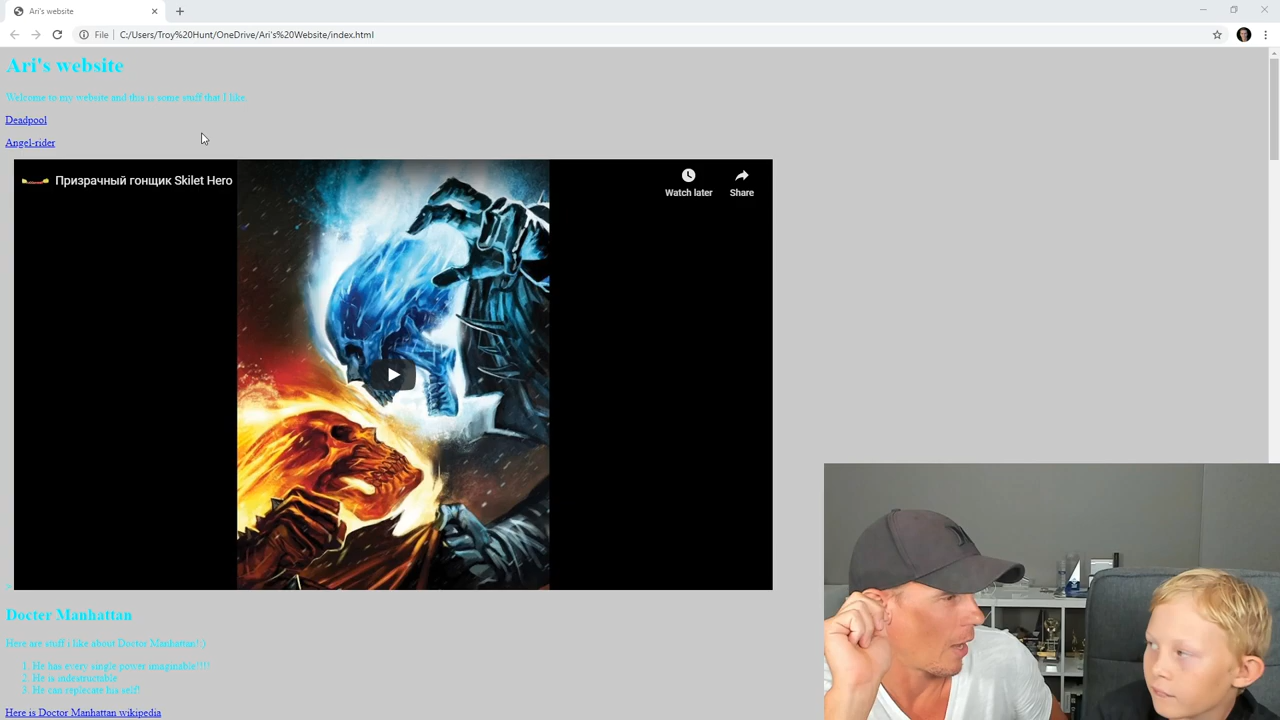 Ari's website
File
C:/Users/Troy%20Hunt/OneDrive/Ari's%20Website/index.html
Ari's website
Welcome to my website and this is some stuff that I like.
Deadpool
Angel-rider
Призрачный гонщик Skilet Hero
Watch later
Share
Docter Manhattan
Here are stuff i like about Doctor Manhattan!:)
1. He has every single power imaginable!!!!
2. He is indestructable
3. He can replecate his self!
Here is Doctor Manhattan wikipedia